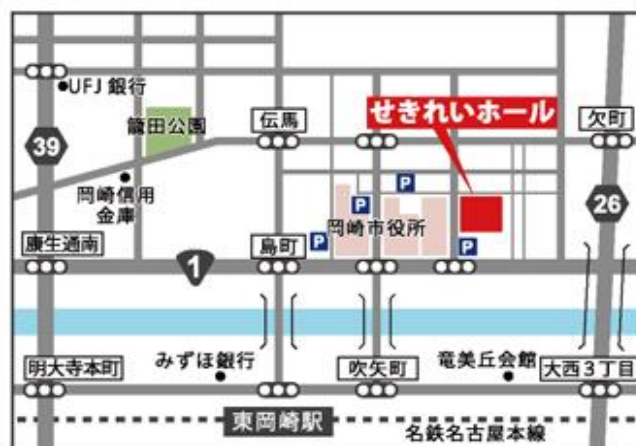 UFJ 銀行
籠田公園
伝馬
せきれいホール
欠町
39
岡崎信用
金庫
P
P
26
岡崎市役所
康生通南
1
島町
P
P
明大寺本町
みずほ銀行
吹矢町
竜美丘会館
大西3丁目
東岡崎駅
名鉄名古屋本線